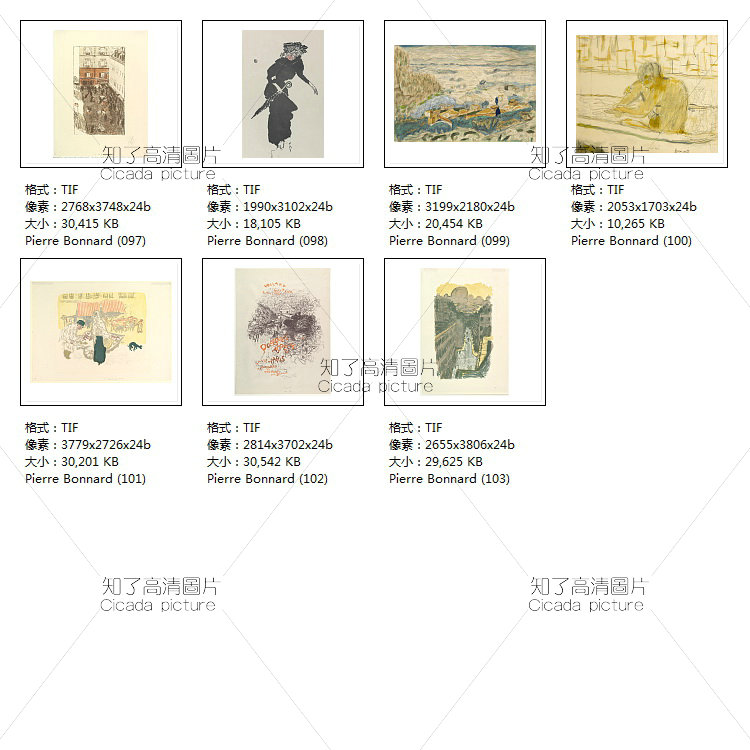 知了高清圖片
Cicada picture
知了高清圖片
Cicada picture
格式：TIF
像素：2768x3748x24b
大小：30,415 KB
Pierre Bonnard (097)
格式：TIF
像素：1990x3102x24b
大小：18,105 KB
Pierre Bonnard (098)
格式：TIF
像素：3199x2180x24b
大小：20,454 KB
Pierre Bonnard (099)
格式：TIF
像素：2053x1703x24b
大小：10,265 KB
Pierre Bonnard (100)
知了高清圖片
Cicada picture
格式：TIF
像素：3779x2726x24b
大小：30,201 KB
Pierre Bonnard (101)
格式：TIF
像素：2814x3702x24b
大小：30,542 KB
Pierre Bonnard (102)
格式：TIF
像素：2655x3806x24b
大小：29,625 KB
Pierre Bonnard (103)
知了高清圖片
Cicada picture
知了高清圖片
Cicada picture